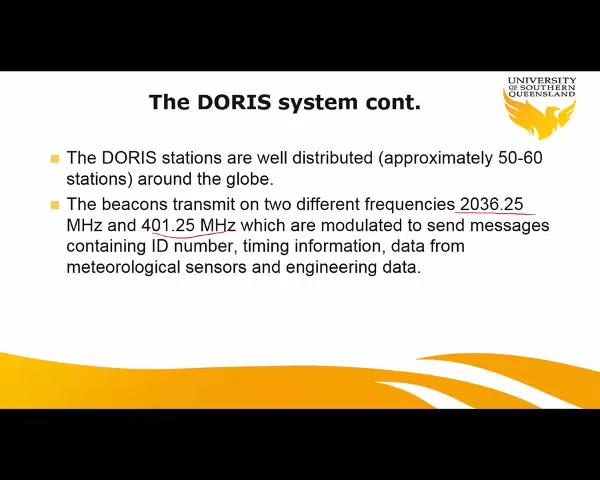 UNIVERSITY
OF SOUTHERN
QUEENSLAND
The DORIS system cont.
The DORIS stations are well distributed (approximately 50-60
stations) around the globe.
The beacons transmit on two different frequencies 2036.25
MHz and 401.25 MHz which are modulated to send messages
containing ID number, timing information, data from
meteorological sensors and engineering data.